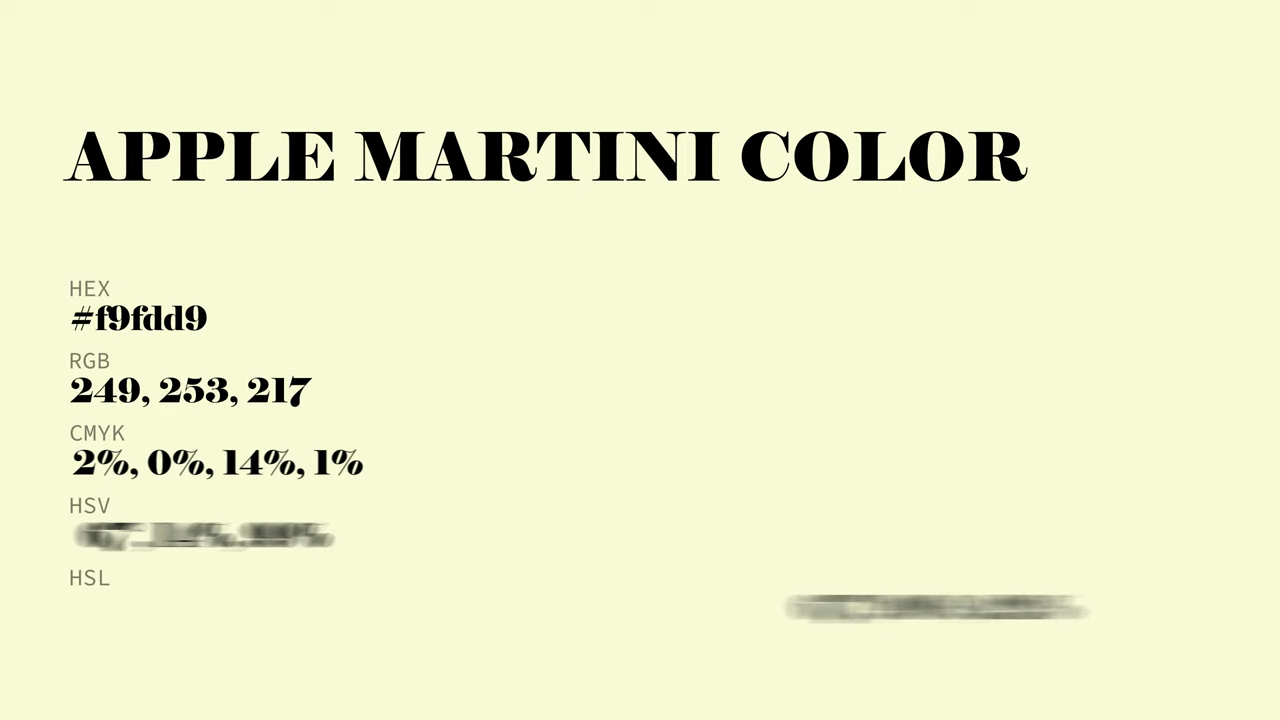 APPLE MARTINI COLOR
HEX
#f9fdd9
RGB
249, 253, 217
CMYK
2%, 0%, 14%, 1%
HSV
HSL